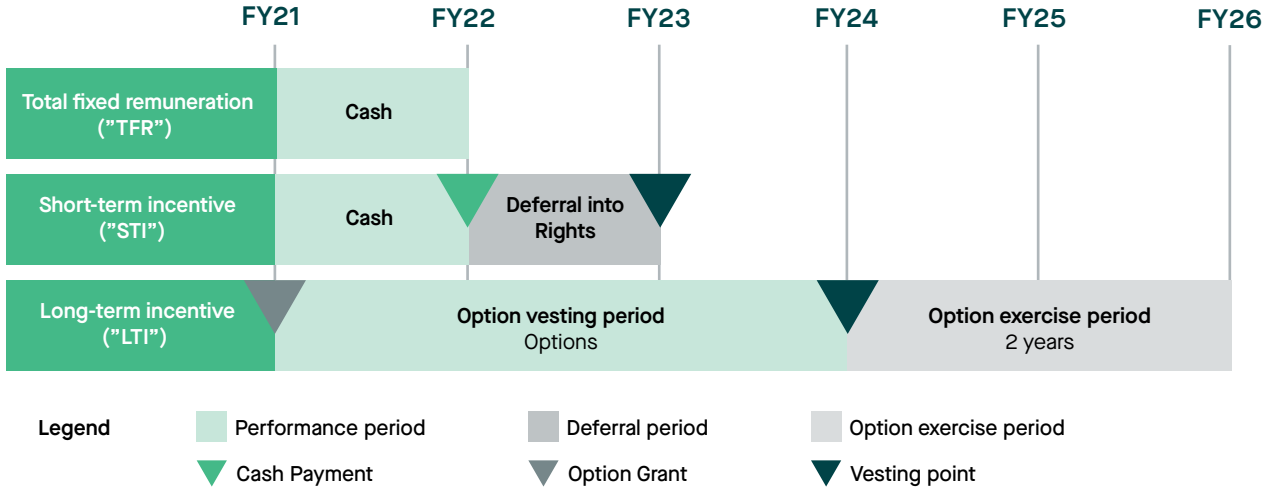 FY21 FY22 FY23 FY24 FY25 FY26
Total fixed remuneration
("TFR")
Cash
Short-term incentive
("STI")
Cash
Deferral into
Rights
Long-term incentive
("LTI")
Option vesting period
Options
Option exercise period
2 years
Legend
Performance period
Deferral period
Option exercise period
Cash Payment
Option Grant
Vesting point